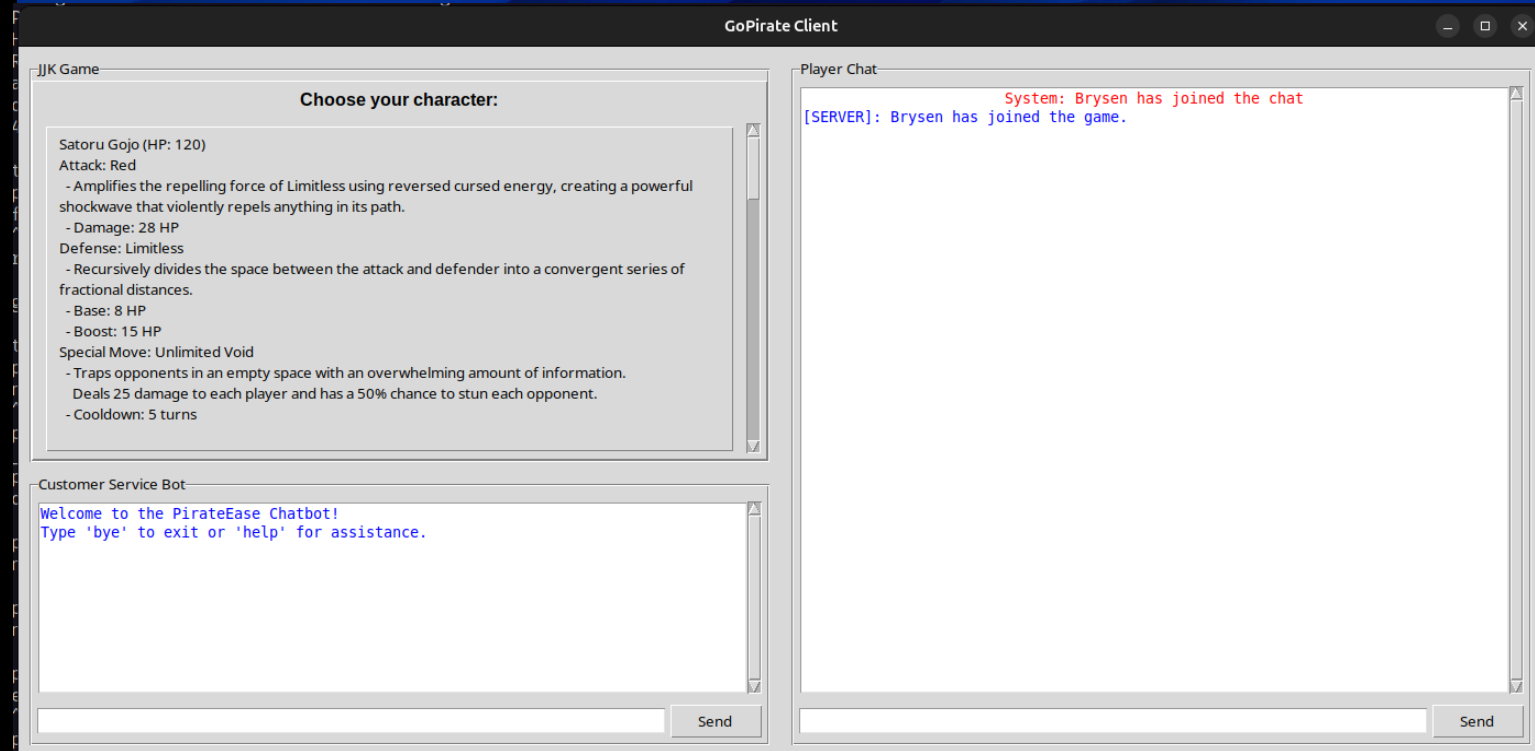 GoPirate Client
JJK Game
Choose your character:
Satoru Gojo (HP: 120)
Attack: Red
- Amplifies the repelling force of Limitless using reversed cursed energy, creating a powerful
shockwave that violently repels anything in its path.
- Damage: 28 HP
Defense: Limitless
- Recursively divides the space between the attack and defender into a convergent series of
fractional distances.
- Base: 8 HP
- Boost: 15 HP
Special Move: Unlimited Void
- Traps opponents in an empty space with an overwhelming amount of information.
Deals 25 damage to each player and has a 50% chance to stun each opponent.
- Cooldown: 5 turns
Customer Service Bot
Welcome to the PirateEase Chatbot!
Type 'bye' to exit or 'help' for assistance.
Send
Player Chat
System: Brysen has joined the chat
[SERVER]: Brysen has joined the game.
Send